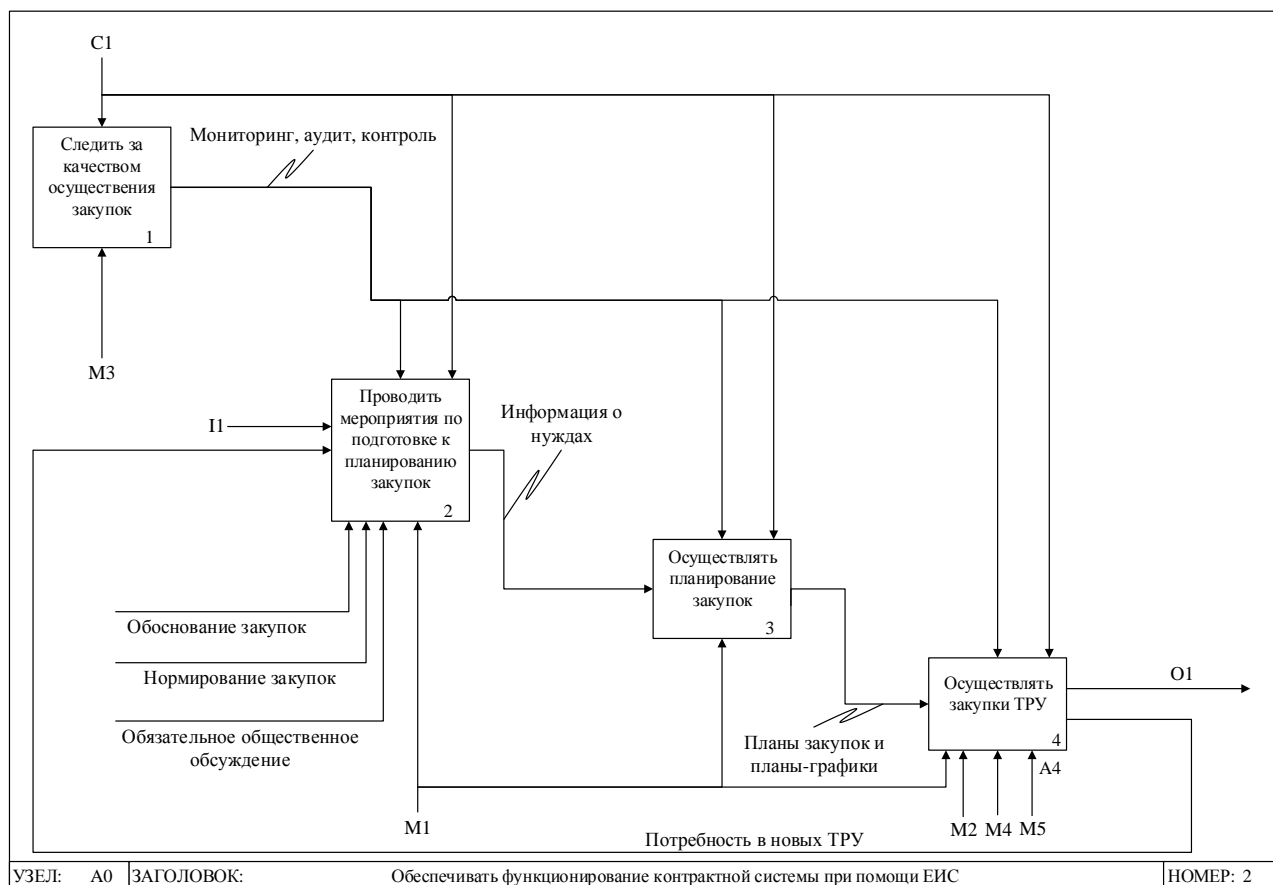 C1
Мониторинг, аудит, контроль
Следить за
качеством
осуществения
закупок
1
M3
Проводить
мероприятия по
подготовке к
планированию
закупок
2
I1
Информация о
нуждах
Осуществлять
планирование
закупок
3
Обоснование закупок
Нормирование закупок
Обязательное общественное
обсуждение
Осуществлять
закупки ТРУ
4
O1
Планы закупок и
планы-графики
A4
M1
M2
M4
M5
Потребность в новых ТРУ
УЗЕЛ: A0 ЗАГОЛОВОК: Обеспечивать функционирование контрактной системы при помощи ЕИС НОМЕР: 2